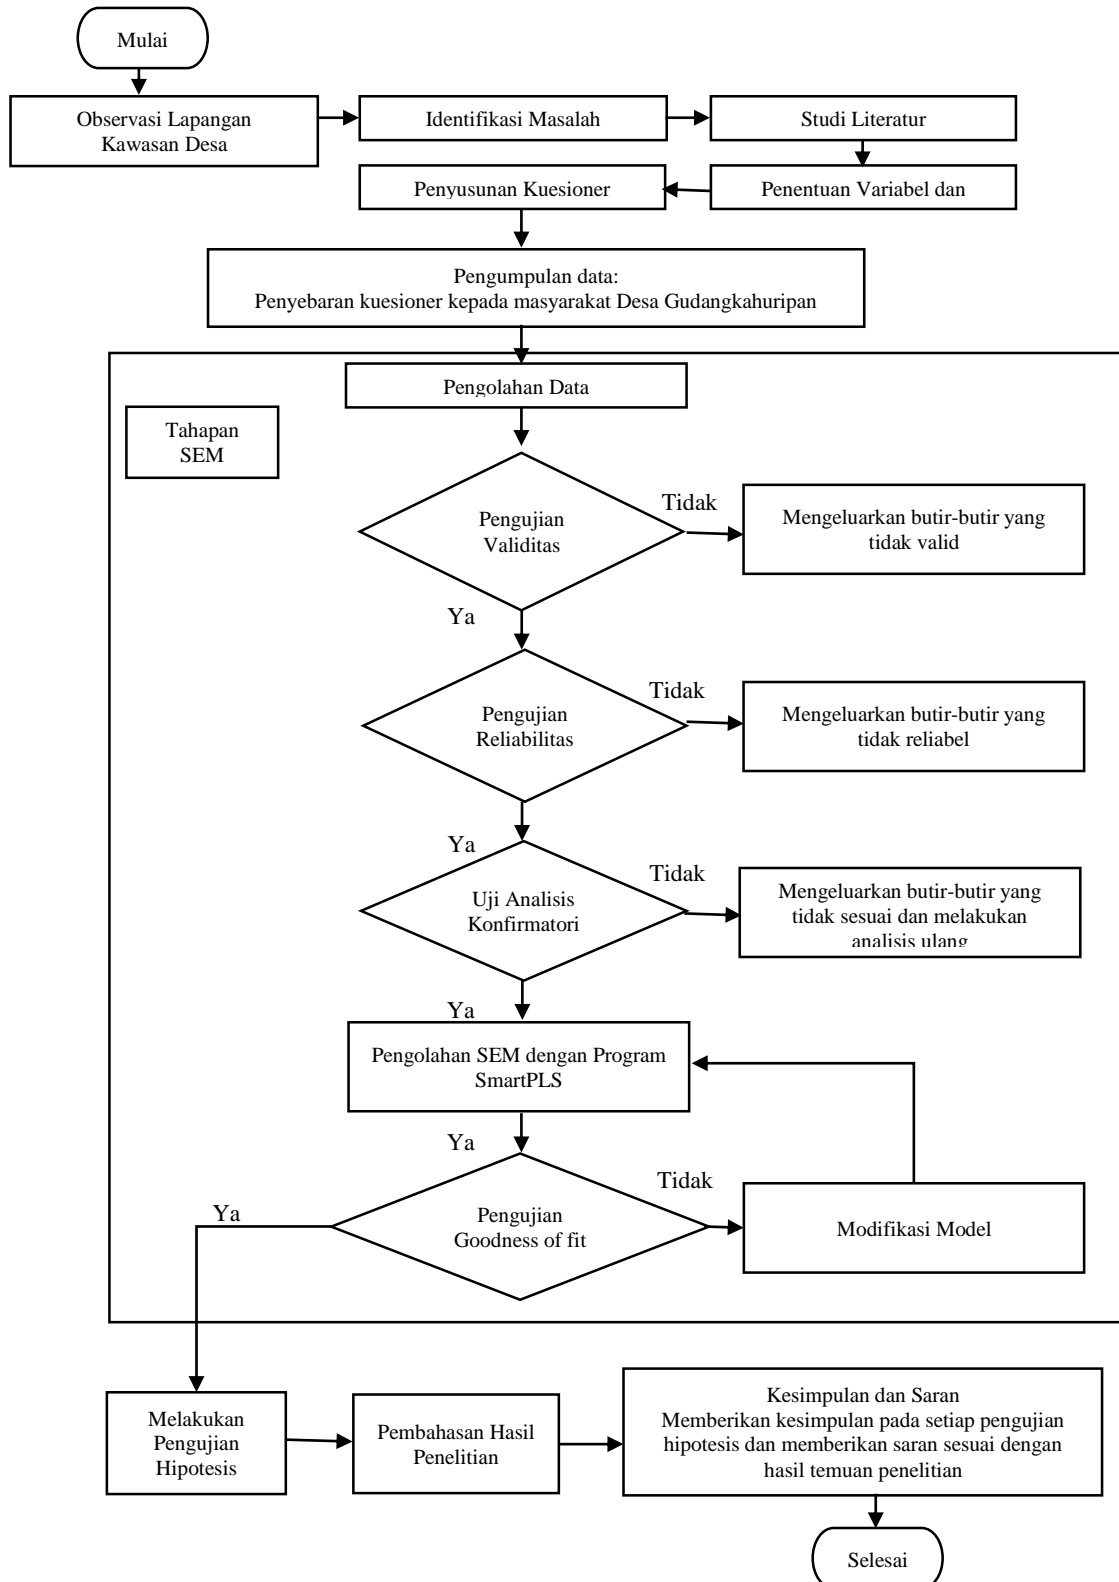 Mulai
Observasi Lapangan
Kawasan Desa
Identifikasi Masalah
Studi Literatur
Penyusunan Kuesioner
Penentuan Variabel dan
Pengumpulan data:
Penyebaran kuesioner kepada masyarakat Desa Gudangkahuripan
Pengolahan Data
Tahapan
SEM
Pengujian
Validitas
Tidak
Mengeluarkan butir-butir yang
tidak valid
Ya
Pengujian
Reliabilitas
Tidak
Mengeluarkan butir-butir yang
tidak reliabel
Ya
Uji Analisis
Konfirmatori
Tidak
Mengeluarkan butir-butir yang
tidak sesuai dan melakukan
analisis ulang
Ya
Pengolahan SEM dengan Program
SmartPLS
Ya
Pengujian
Goodness of fit
Tidak
Modifikasi Model
Ya
Melakukan
Pengujian
Hipotesis
Pembahasan Hasil
Penelitian
Kesimpulan dan Saran
Memberikan kesimpulan pada setiap pengujian
hipotesis dan memberikan saran sesuai dengan
hasil temuan penelitian
Selesai